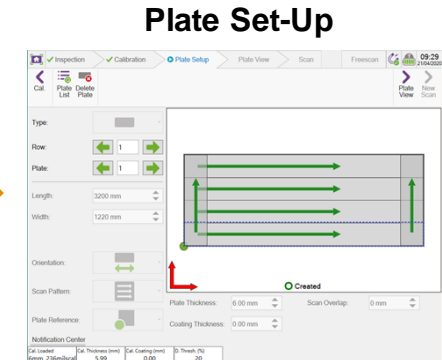 Plate Set-Up
Inspection Calibration Plate Setup Plate View Scan Freescan 09:29
21/04/2020
Cal. Plate List Delete Plate Plate View New Scan
Type:
Row: 1
Plate: 1
Length: 3200 mm
Width: 1220 mm
Orientation:
Created
Scan Pattern:
Plate Thickness: 6.00 mm Scan Overlap: 0 mm
Plate Reference:
Coating Thickness: 0.00 mm
Notification Center
Cal. Loaded Cal. Thickness (mm) Cal. Coating (mm) D. Thresh. (%)
5.99 0.00 20